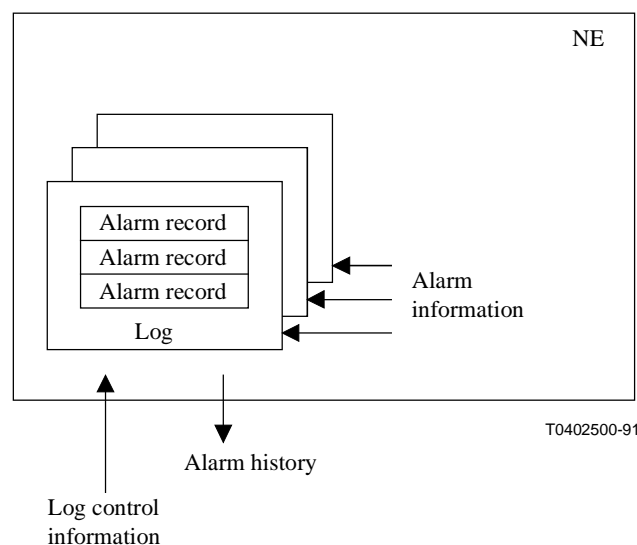 NE
Alarm record
Alarm record
Alarm record
Log
Alarm
information
T0402500-91
Alarm history
Log control
information